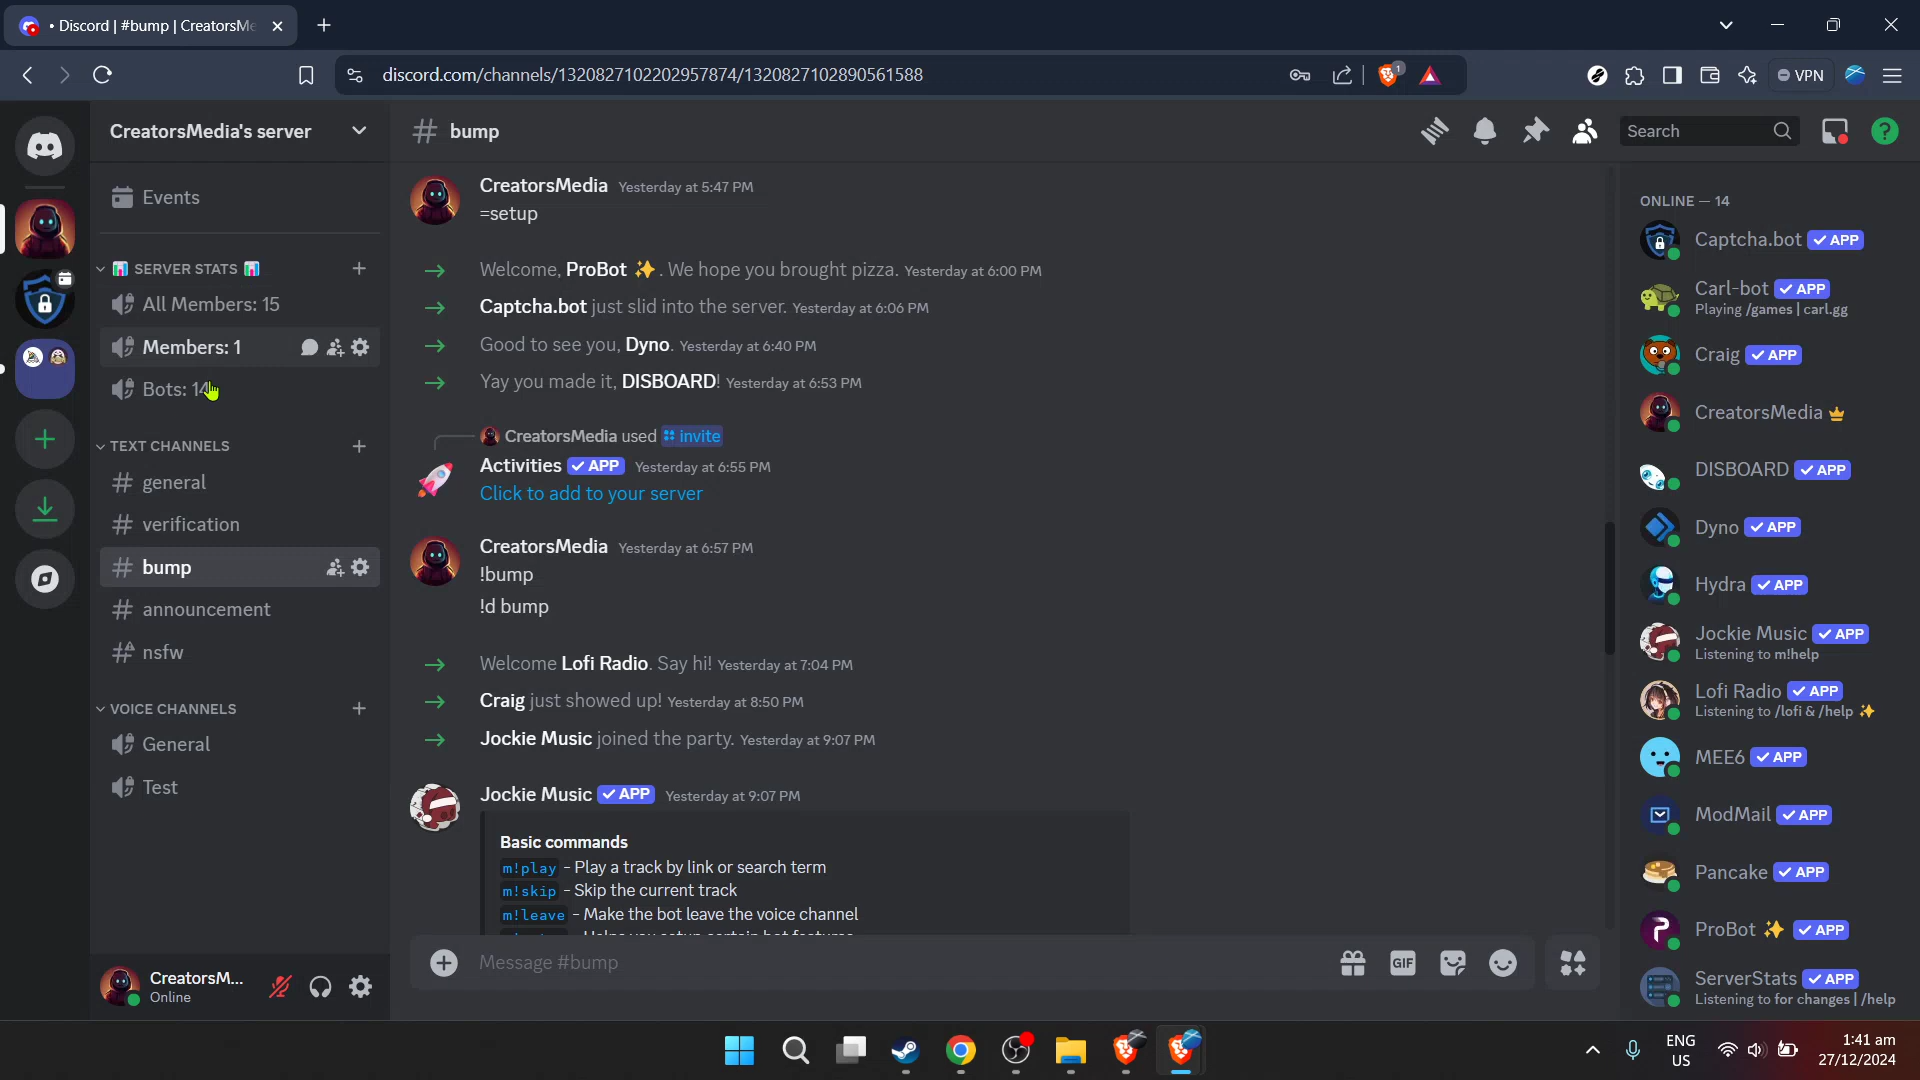 • Discord | #bump | CreatorsMe
discord.com/channels/1320827102202957874/1320827102890561588
1
VPN
CreatorsMedia's server
# bump
Search
Events
SERVER STATS
All Members: 15
Members: 1
Bots: 14
TEXT CHANNELS
general
verification
bump
announcement
nsfw
VOICE CHANNELS
General
Test
CreatorsM...
Online
CreatorsMedia Yesterday at 5:47 PM
=setup
Welcome, ProBot ✨. We hope you brought pizza. Yesterday at 6:00 PM
Captcha.bot just slid into the server. Yesterday at 6:06 PM
Good to see you, Dyno. Yesterday at 6:40 PM
Yay you made it, DISBOARD! Yesterday at 6:53 PM
CreatorsMedia used invite
Activities ✓ APP Yesterday at 6:55 PM
Click to add to your server
CreatorsMedia Yesterday at 6:57 PM
!bump
!d bump
Welcome Lofi Radio. Say hi! Yesterday at 7:04 PM
Craig just showed up! Yesterday at 8:50 PM
Jockie Music joined the party. Yesterday at 9:07 PM
Jockie Music ✓ APP Yesterday at 9:07 PM
Basic commands
m!play - Play a track by link or search term
m!skip - Skip the current track
m!leave - Make the bot leave the voice channel
Message #bump
GIF
ONLINE — 14
Captcha.bot ✓ APP
Carl-bot ✓ APP
Playing /games | carl.gg
Craig ✓ APP
CreatorsMedia
DISBOARD ✓ APP
Dyno ✓ APP
Hydra ✓ APP
Jockie Music ✓ APP
Listening to m!help
Lofi Radio ✓ APP
Listening to /lofi & /help ✨
MEE6 ✓ APP
ModMail ✓ APP
Pancake ✓ APP
ProBot ✨ ✓ APP
ServerStats ✓ APP
Listening to for changes | /help
ENG
US
1:41 am
27/12/2024